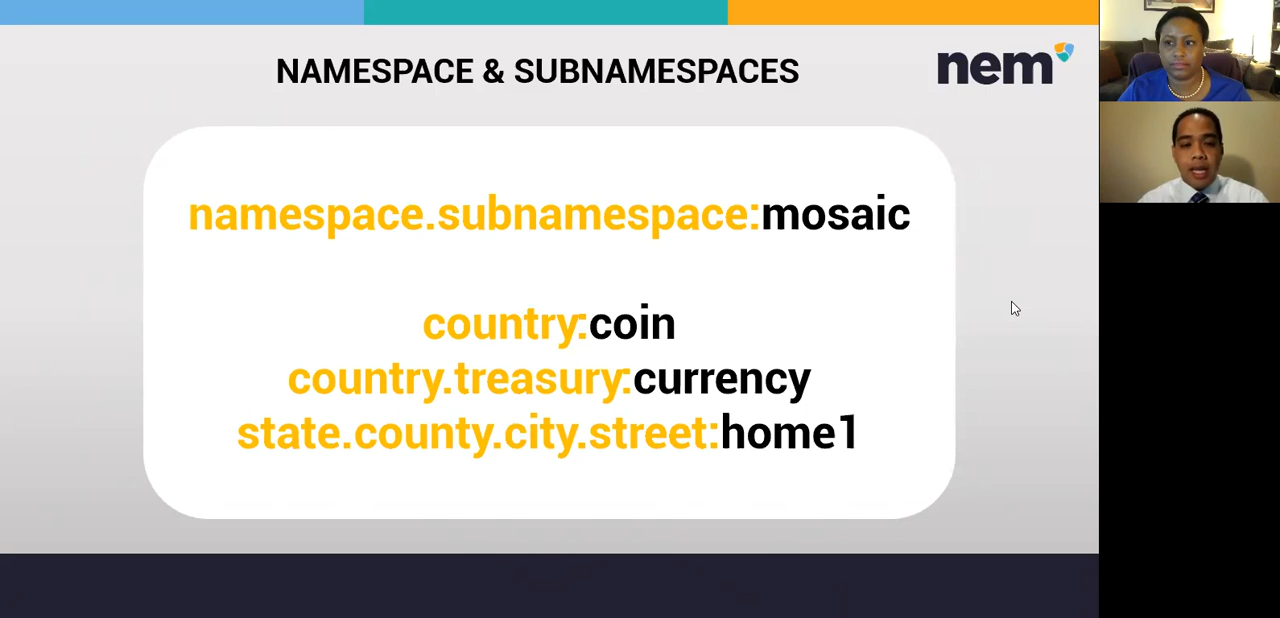 NAMESPACE & SUBNAMESPACES
nem
namespace.subnamespace:mosaic
country:coin
country.treasury:currency
state.county.city.street:home1